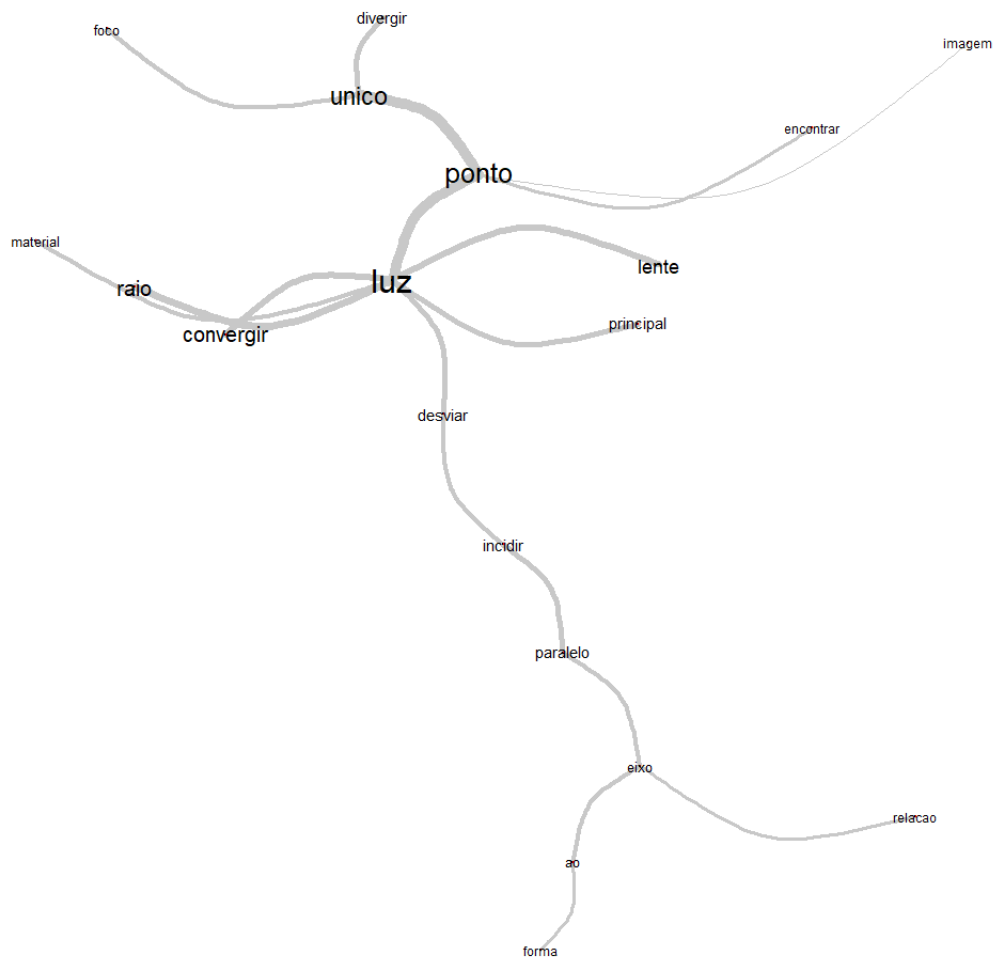 divergir
foco
imagem
unico
encontrar
ponto
material
luz
lente
raio
principal
convergir
desviar
incidir
paralelo
eixo
relacao
ao
forma